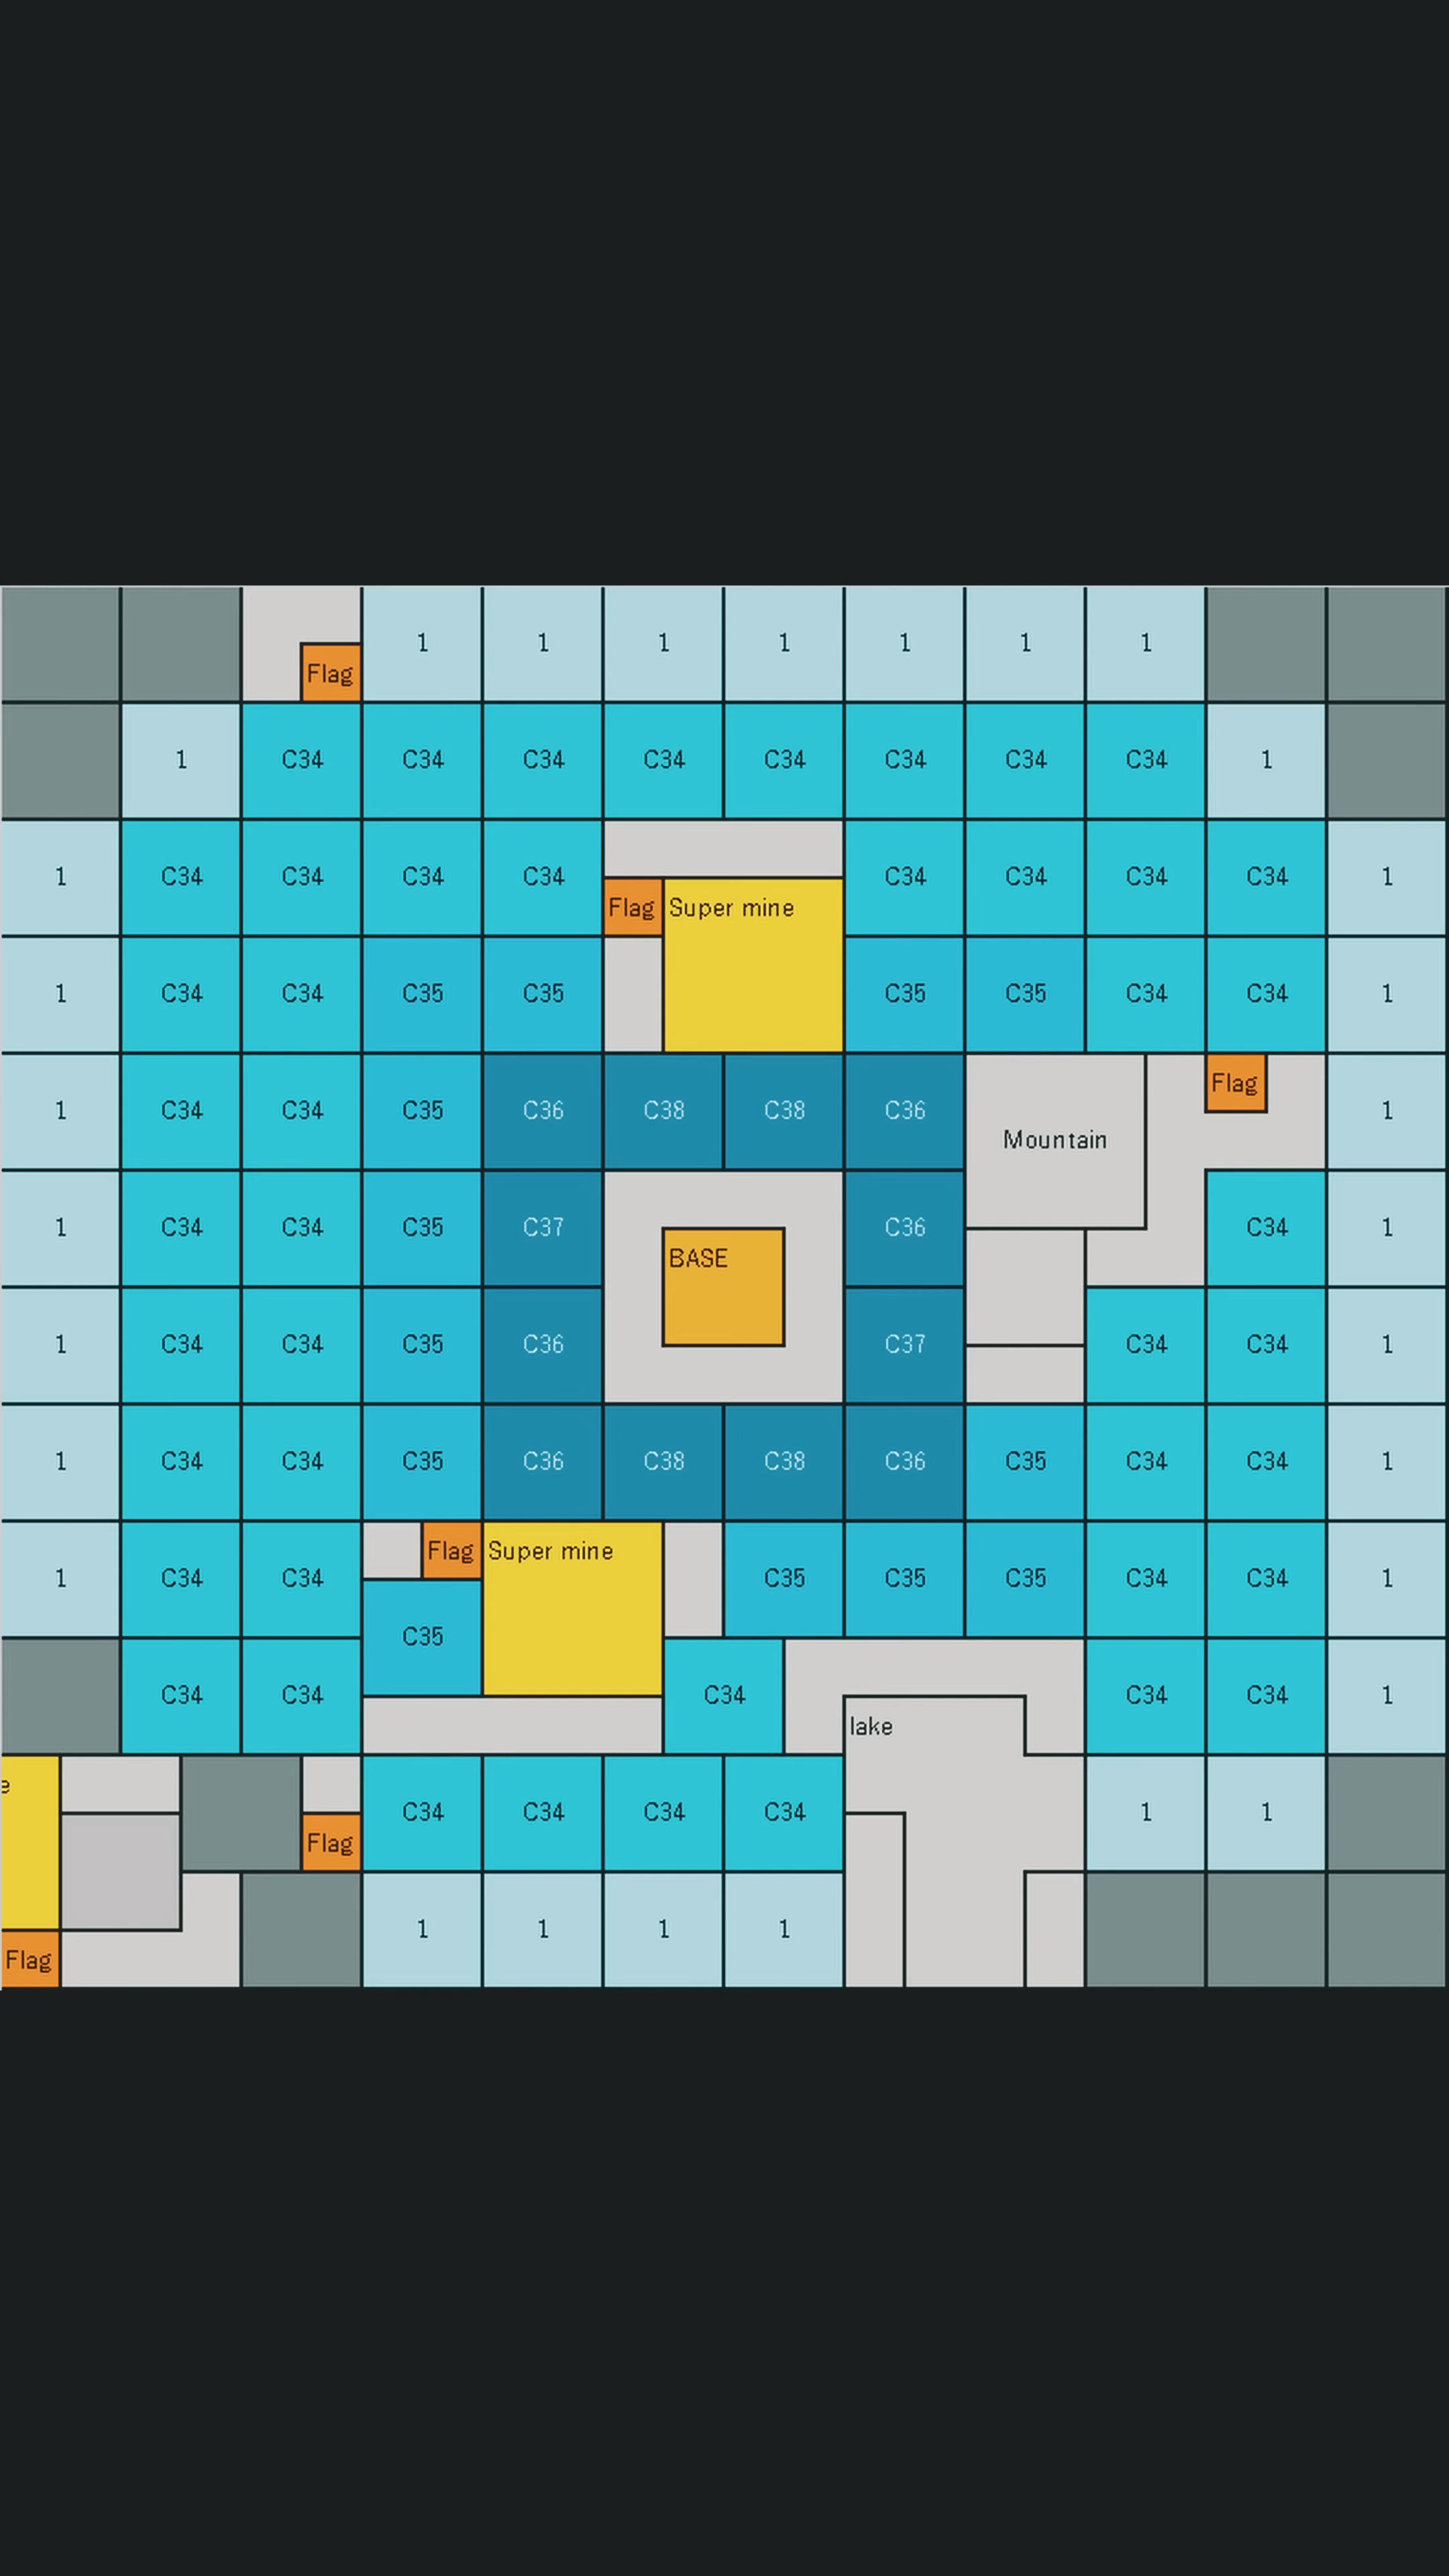 1 1 1 1 1 1 1
Flag
1 C34 C34 C34 C34 C34 C34 C34 C34 1
1 C34 C34 C34 C34 C34 C34 C34 C34 1
Flag Super mine
1 C34 C34 C35 C35 C35 C35 C34 C34 1
Flag
1 C34 C34 C35 C36 C38 C38 C36 1
Mountain
1 C34 C34 C35 C37 C36 C34 1
BASE
1 C34 C34 C35 C36 C37 C34 C34 1
1 C34 C34 C35 C36 C38 C38 C36 C35 C34 C34 1
Flag Super mine
1 C34 C34 C35 C35 C35 C34 C34 1
C35
C34 C34 C34 C34 C34 1
lake
e
C34 C34 C34 C34 1 1
Flag
1 1 1 1
Flag